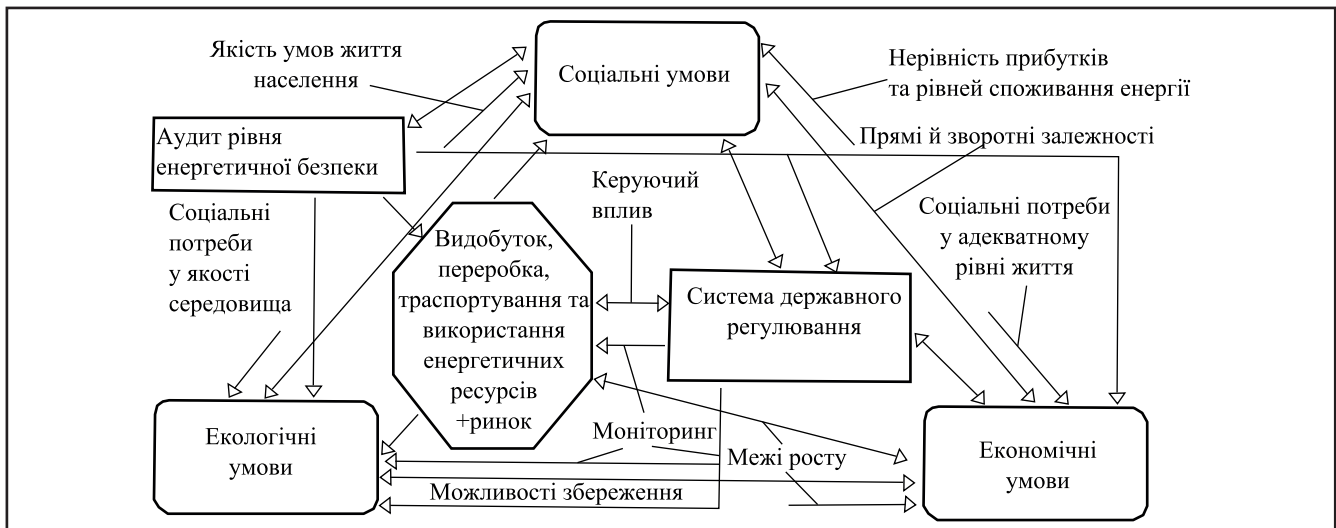 Якість умов життя
населення
Соціальні умови
Нерівність прибутків
та рівней споживання енергії
Аудит рівня
енергетичної безпеки
Прямі й зворотні залежності
Керуючий
вплив
Соціальні
потреби
у якості
середовища
Соціальні потреби
у адекватному
рівні життя
Видобуток,
переробка,
траспортування та
використання
енергетичних
ресурсів
+ринок
Система державного
регулювання
Екологічні
умови
Моніторинг
Межі росту
Можливості збереження
Економічні
умови